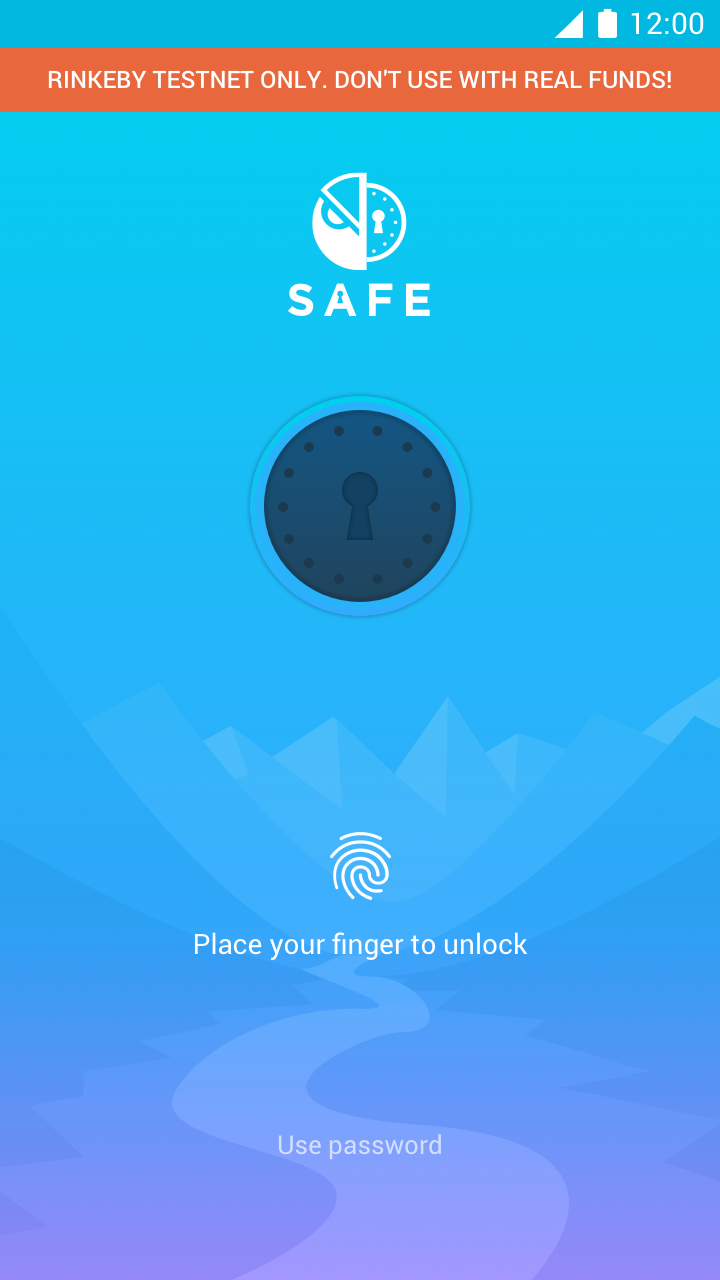 12:00
RINKEBY TESTNET ONLY. DON'T USE WITH REAL FUNDS!
SAFE
Place your finger to unlock
Use password